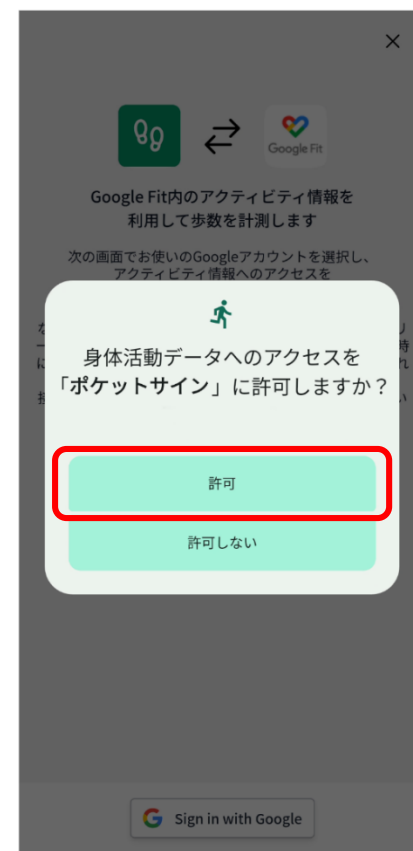 Google Fit
Google Fit内のアクティビティ情報を
利用して歩数を計測します
次の画面でお使いのGoogleアカウントを選択し、
アクティビティ情報へのアクセスを
身体活動データへのアクセスを
「ポケットサイン」に許可しますか？
許可
許可しない
Sign in with Google